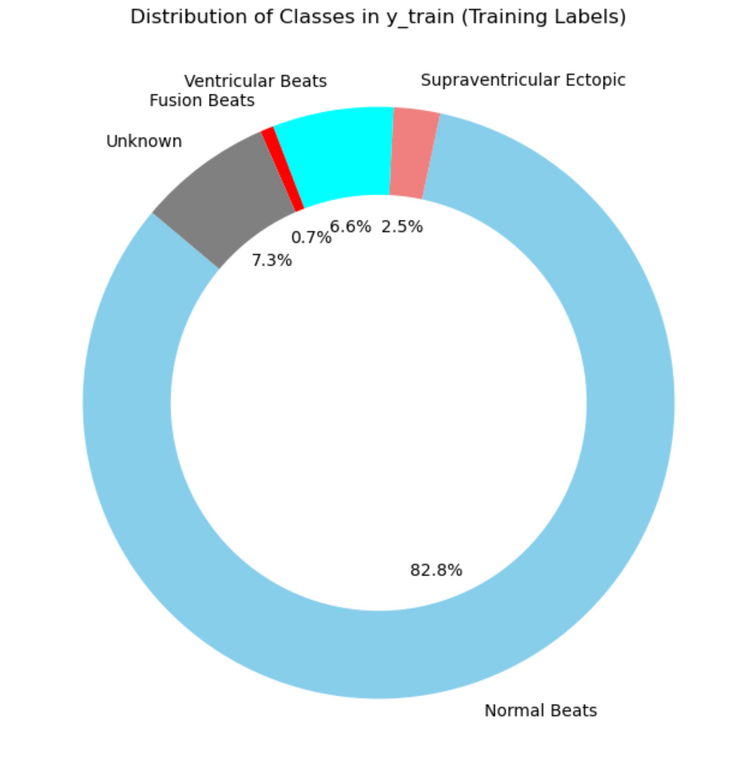 Distribution of Classes in y_train (Training Labels)
Ventricular Beats
Supraventricular Ectopic
Fusion Beats
Unknown
6.6%
2.5%
0.7%
7.3%
82.8%
Normal Beats